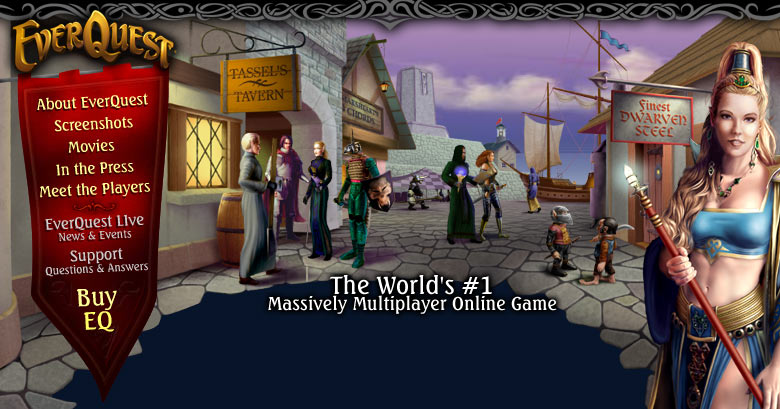 EverQuest
About EverQuest
Screenshots
Movies
In the Press
Meet the Players
EverQuest LIve
News & Events
Support
Questions & Answers
Buy
EQ
TASSEL'S
TAVERN
Finest
DWARVEN
STEEL
The World's #1
Massively Multiplayer Online Game